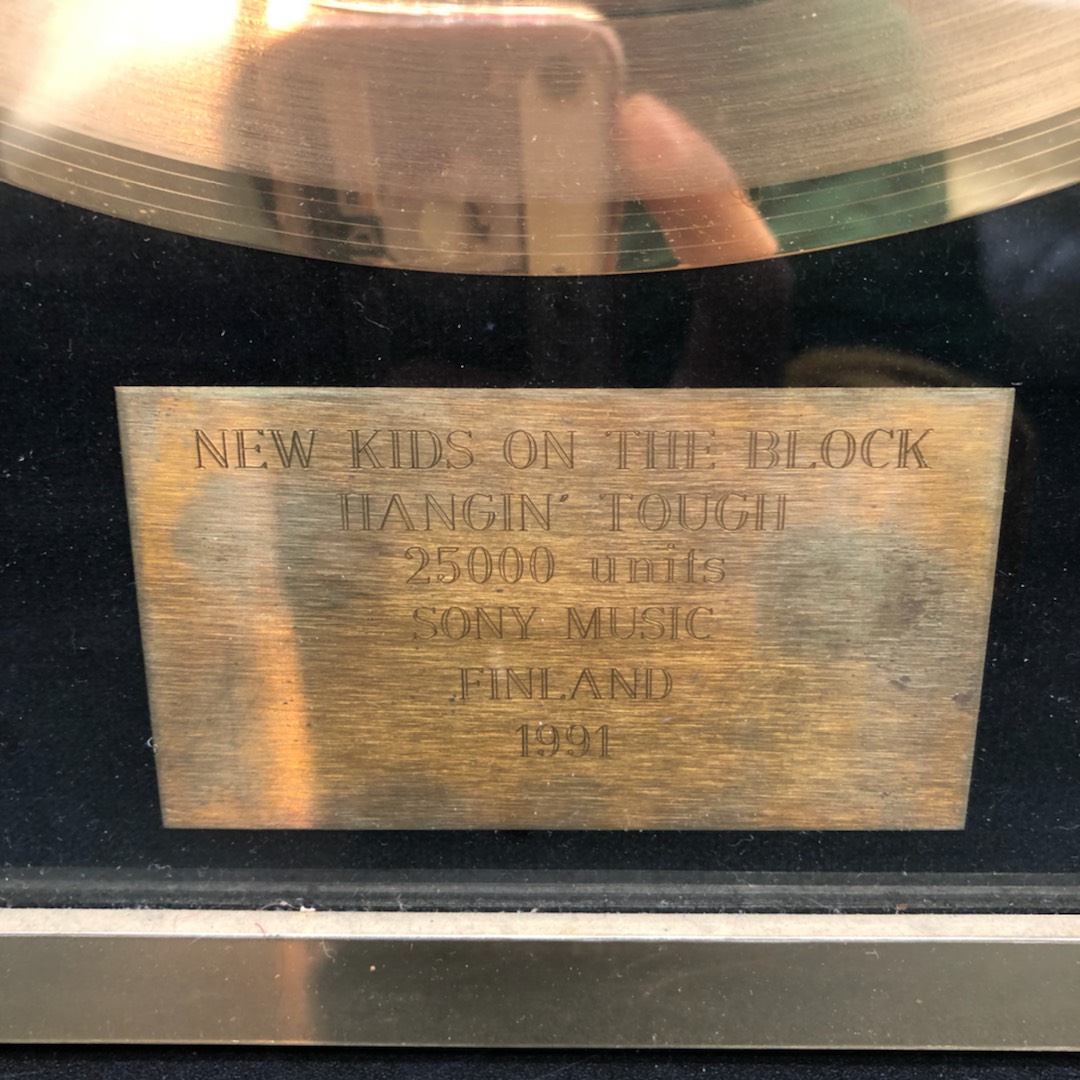 NEW KIDS ON THE BLOCK
HANGIN' TOUGH
25000 units
SONY MUSIC
FINLAND
1991